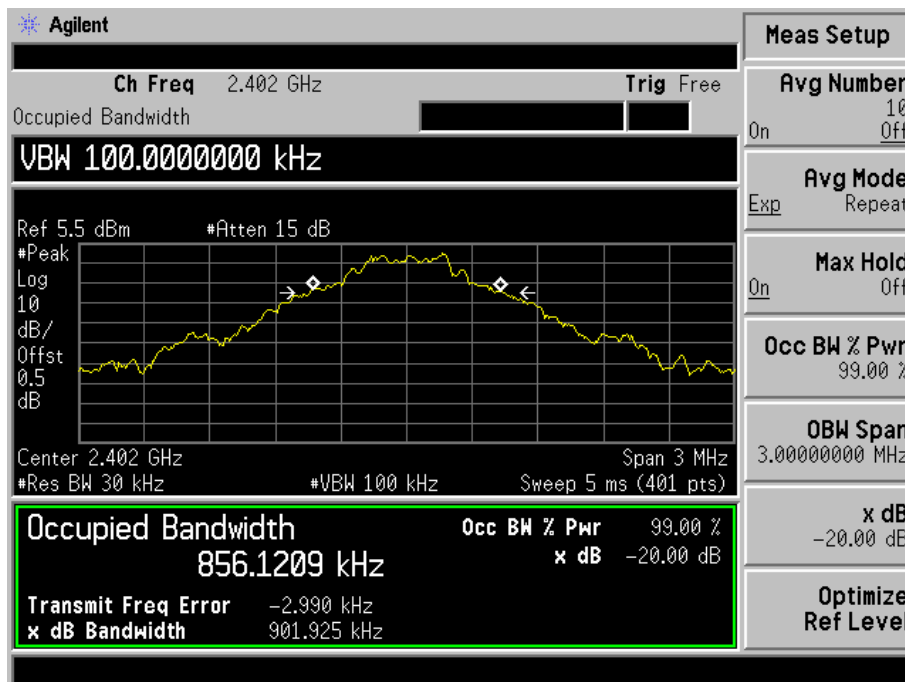 Agilent
Ch Freq 2.402 GHz Trig Free
Occupied Bandwidth
VBW 100.0000000 kHz
Ref 5.5 dBm #Atten 15 dB
#Peak
Log
10
dB/
Offst
0.5
dB
Center 2.402 GHz Span 3 MHz
#Res BW 30 kHz #VBW 100 kHz Sweep 5 ms (401 pts)
Occupied Bandwidth
856.1209 kHz
Occ BW % Pwr 99.00 %
x dB -20.00 dB
Transmit Freq Error -2.990 kHz
x dB Bandwidth 901.925 kHz
Meas Setup
Avg Number
10
On Off
Avg Mode
Exp Repeat
Max Hold
On Off
Occ BW % Pwr
99.00 %
OBW Span
3.00000000 MHz
x dB
-20.00 dB
Optimize
Ref Level